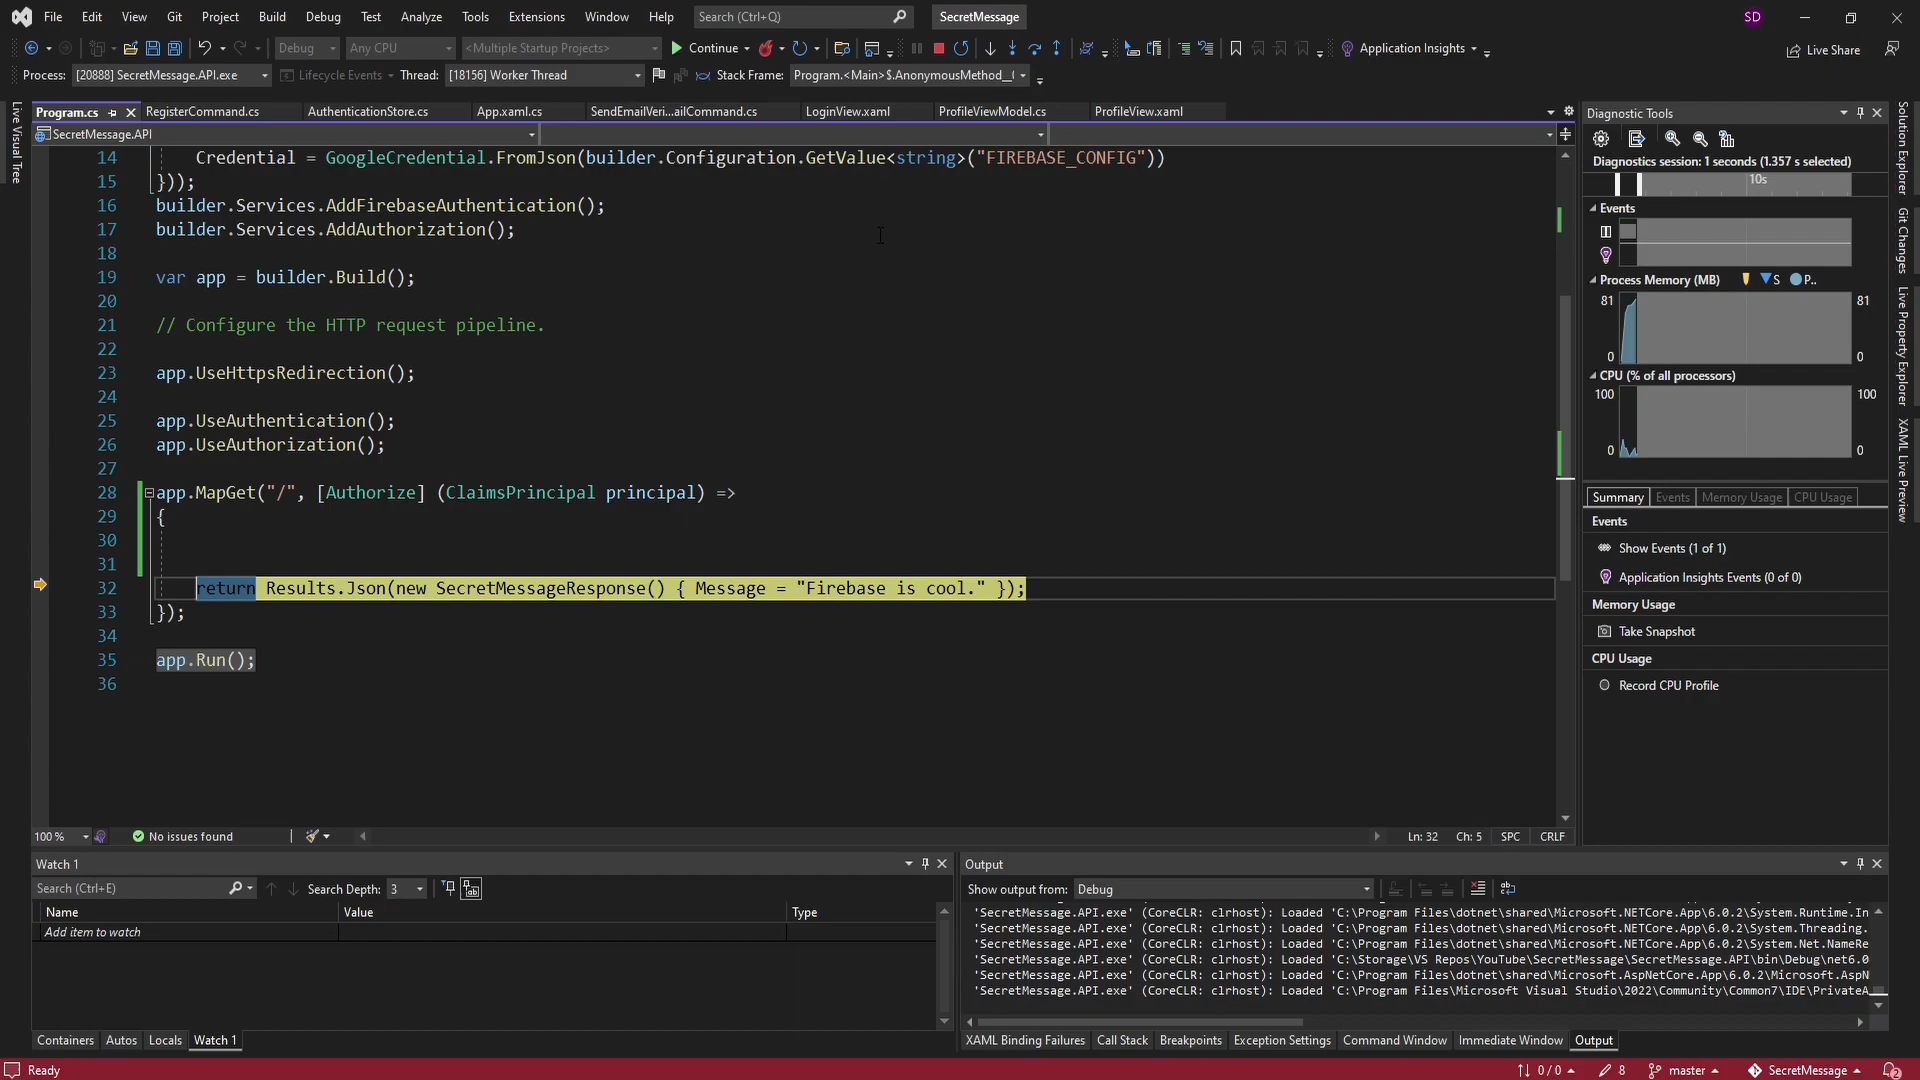 File Edit View Git Project Build Debug Test Analyze Tools Extensions Window Help Search (Ctrl+Q) SecretMessage SD
Debug Any CPU <Multiple Startup Projects> Continue Application Insights Live Share
Process: [20888] SecretMessage.API.exe Lifecycle Events Thread: [18156] Worker Thread Stack Frame: Program.<Main>$.AnonymousMethod__(
Live Visual Tree
Program.cs RegisterCommand.cs AuthenticationStore.cs App.xaml.cs SendEmailVeri...ailCommand.cs LoginView.xaml ProfileViewModel.cs ProfileView.xaml
SecretMessage.API
14 Credential = GoogleCredential.FromJson(builder.Configuration.GetValue<string>("FIREBASE_CONFIG"))
15 }));
16 builder.Services.AddFirebaseAuthentication();
17 builder.Services.AddAuthorization();
18
19 var app = builder.Build();
20
21 // Configure the HTTP request pipeline.
22
23 app.UseHttpsRedirection();
24
25 app.UseAuthentication();
26 app.UseAuthorization();
27
28 app.MapGet("/", [Authorize] (ClaimsPrincipal principal) =>
29 {
30
31
32 return Results.Json(new SecretMessageResponse() { Message = "Firebase is cool." });
33 });
34
35 app.Run();
36
100 % No issues found Ln: 32 Ch: 5 SPC CRLF
Diagnostic Tools
Diagnostics session: 1 seconds (1.357 s selected)
10s
Events
Process Memory (MB) S P..
81 81
0 0
CPU (% of all processors)
100 100
0 0
Summary Events Memory Usage CPU Usage
Events
Show Events (1 of 1)
Application Insights Events (0 of 0)
Memory Usage
Take Snapshot
CPU Usage
Record CPU Profile
Solution Explorer
Git Changes
Live Property Explorer
XAML Live Preview
Watch 1
Search (Ctrl+E) Search Depth: 3
Name Value Type
Add item to watch
Containers Autos Locals Watch 1
Output
Show output from: Debug
'SecretMessage.API.exe' (CoreCLR: clrhost): Loaded 'C:\Program Files\dotnet\shared\Microsoft.NETCore.App\6.0.2\System.Runtime.In
'SecretMessage.API.exe' (CoreCLR: clrhost): Loaded 'C:\Program Files\dotnet\shared\Microsoft.NETCore.App\6.0.2\System.Threading.
'SecretMessage.API.exe' (CoreCLR: clrhost): Loaded 'C:\Program Files\dotnet\shared\Microsoft.NETCore.App\6.0.2\System.Net.NameRe
'SecretMessage.API.exe' (CoreCLR: clrhost): Loaded 'C:\Storage\VS Repos\YouTube\SecretMessage\SecretMessage.API\bin\Debug\net6.0
'SecretMessage.API.exe' (CoreCLR: clrhost): Loaded 'C:\Program Files\dotnet\shared\Microsoft.AspNetCore.App\6.0.2\Microsoft.AspN
'SecretMessage.API.exe' (CoreCLR: clrhost): Loaded 'C:\Program Files\Microsoft Visual Studio\2022\Community\Common7\IDE\PrivateA
XAML Binding Failures Call Stack Breakpoints Exception Settings Command Window Immediate Window Output
Ready 0 / 0 8 master SecretMessage 2